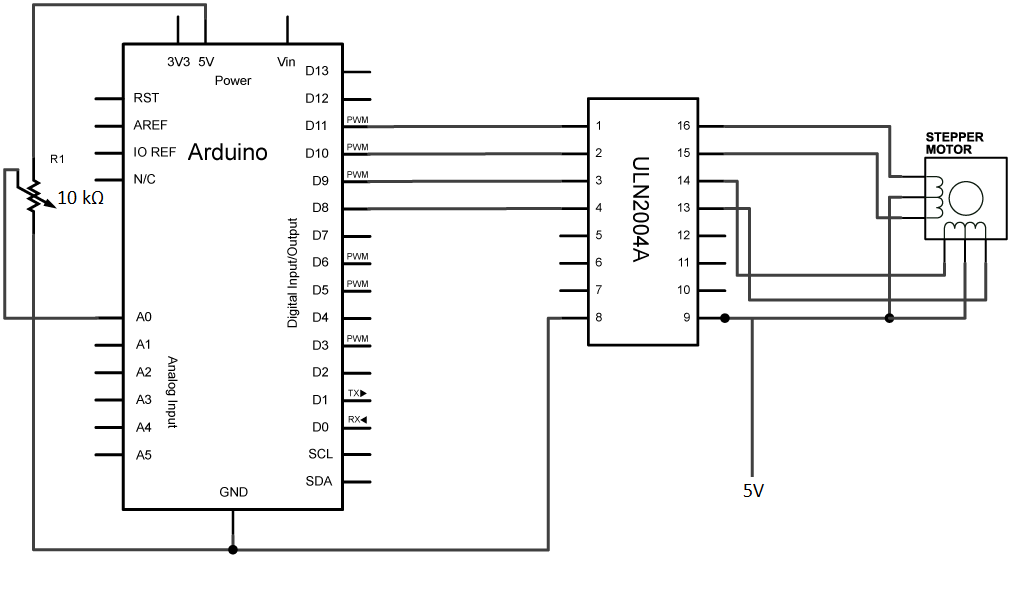 3V3 5V Vin
Power
D13
RST D12
AREF D11 PWM 1 16
STEPPER
MOTOR
IO REF Arduino D10 PWM 2 15
R1
N/C D9 PWM 3 14
10 kΩ
D8 PWM 4 13
ULN2004A
D7 5 12
D6 PWM 6 11
D5 PWM 7 10
Digital Input/Output
A0 D4 8 9
A1 D3 PWM
A2 D2
Analog Input
A3 D1 TX▶
A4 D0 RX◀
A5 SCL
SDA
GND
5V